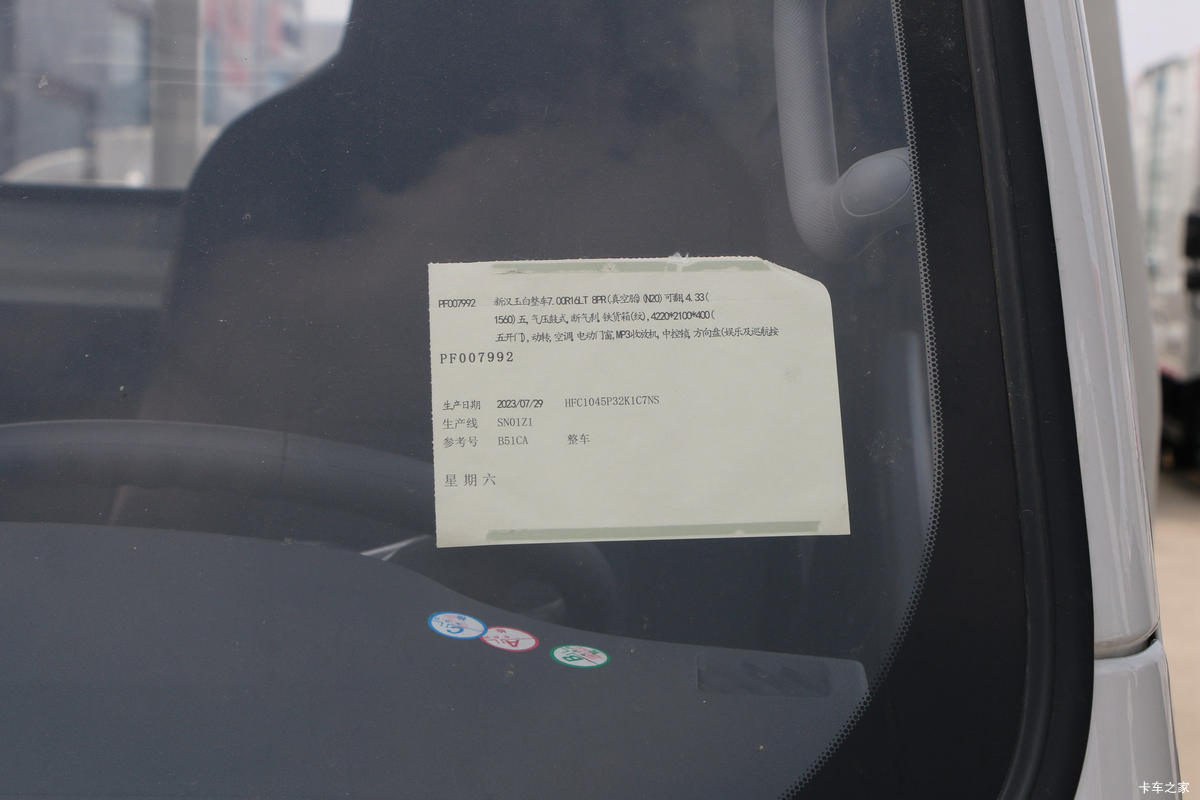 PF007992 新汉玉白整车7.00R16LT 8PR(真空胎)(N20)可翻,4.33(
1560)五,气压鼓式,断气刹,铁货箱(纹),4220*2100*400(
五开门),动转,空调,电动门窗,MP3收放机,中控锁,方向盘(娱乐及巡航按
PF007992
生产日期 2023/07/29 HFC1045P32K1C7NS
生产线 SN01Z1
参考号 B51CA 整车
星期六
C
A
B
卡车之家